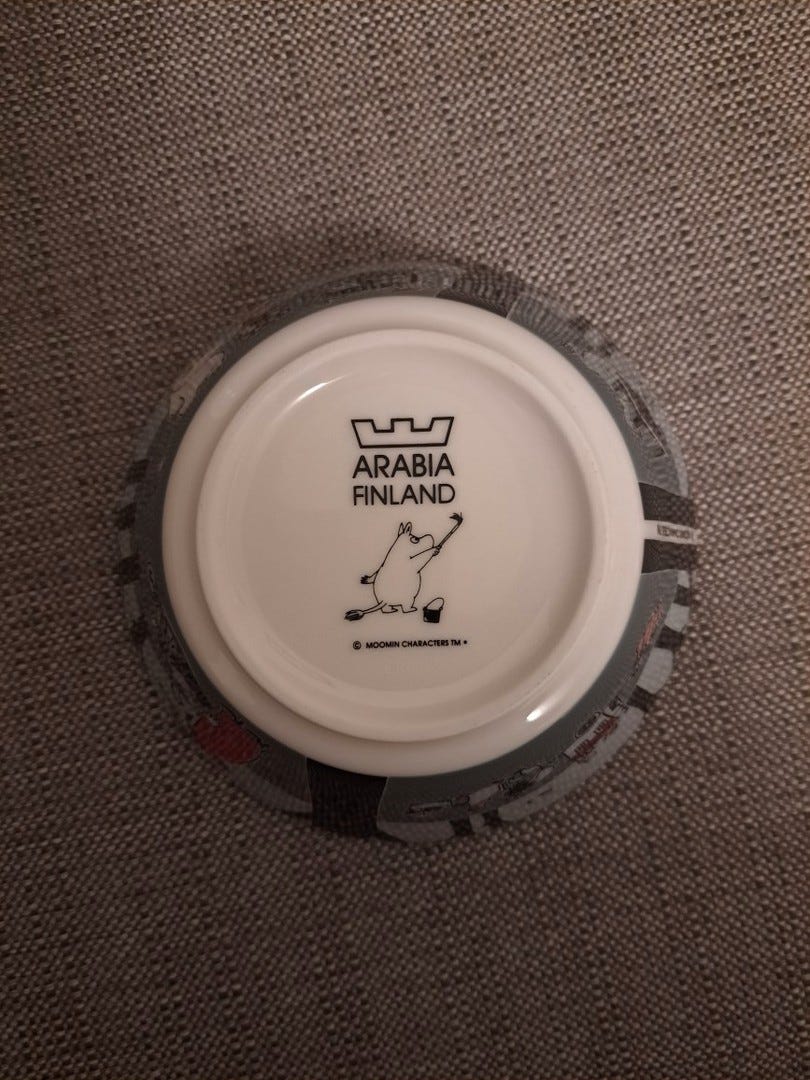 ARABIA
FINLAND
© MOOMIN CHARACTERS TM *